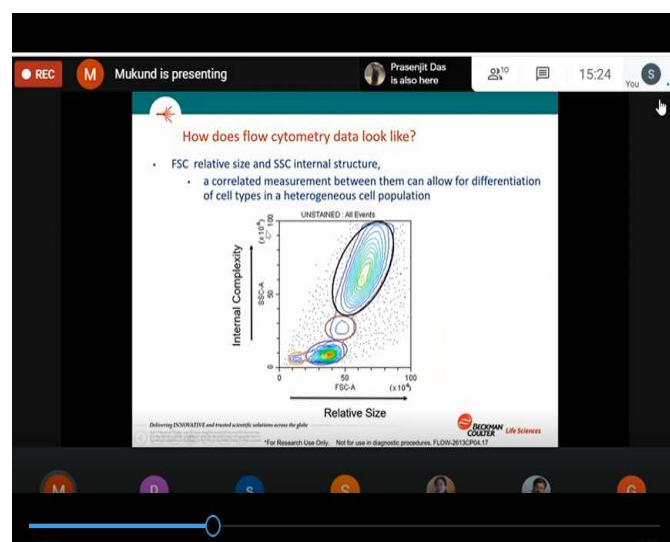 REC
M
Mukund is presenting
Prasenjit Das
is also here
10
15:24
You
S
How does flow cytometry data look like?
• FSC relative size and SSC internal structure,
• a correlated measurement between them can allow for differentiation
of cell types in a heterogeneous cell population
UNSTAINED : All Events
Internal Complexity
SSC-A
(x 10⁴)
100
50
0
0
50
100
FSC-A
(x 10⁴)
Relative Size
Delivering INNOVATIVE and trusted scientific solutions across the globe
BECKMAN
COULTER
Life Sciences
*For Research Use Only. Not for use in diagnostic procedures. FLOW-2613CP04.17
M
P
S
S
G